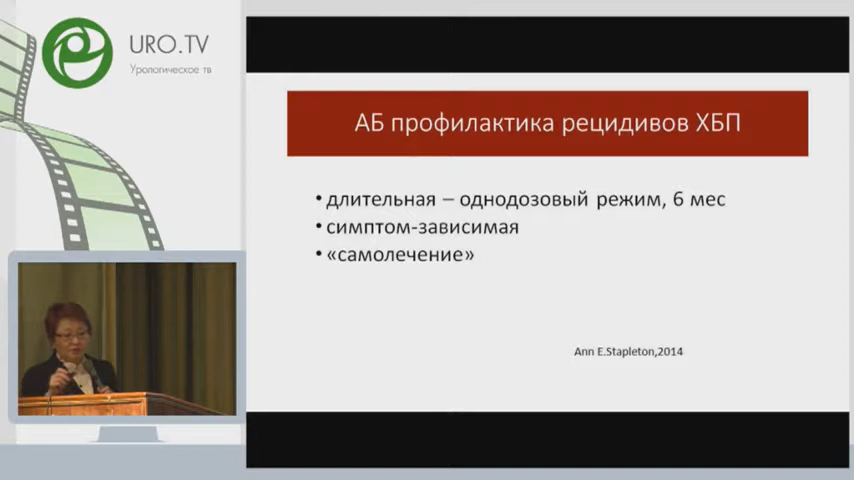 URO.TV
Урологическое тв
АБ профилактика рецидивов ХБП
• длительная – однодозовый режим, 6 мес
• симптом-зависимая
• «самолечение»
Ann E.Stapleton,2014